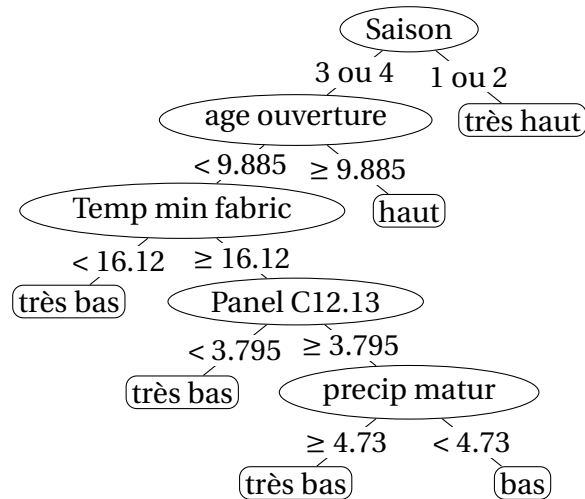 Saison
3 ou 4 1 ou 2
age ouverture très haut
< 9.885 ≥ 9.885
Temp min fabric haut
< 16.12 ≥ 16.12
très bas Panel C12.13
< 3.795 ≥ 3.795
très bas precip matur
≥ 4.73 < 4.73
très bas bas